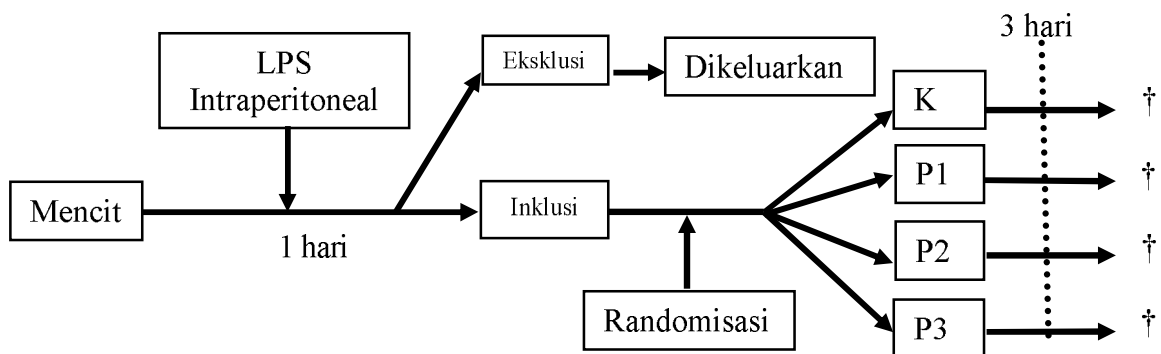 LPS
Intraperitoneal
Eksklusi
Dikeluarkan
3 hari
K
†
Mencit
1 hari
Inklusi
P1
†
P2
†
Randomisasi
P3
†